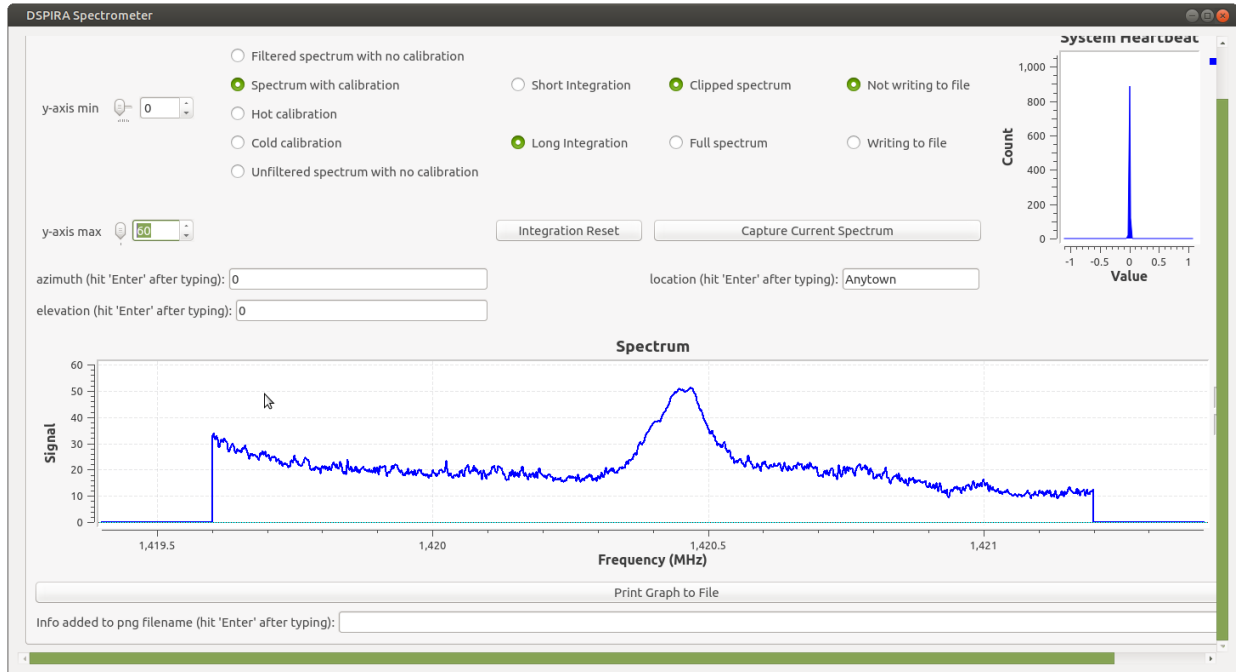 DSPIRA Spectrometer
System Heartbeat
Filtered spectrum with no calibration
Spectrum with calibration
Short Integration
Clipped spectrum
Not writing to file
y-axis min
0
Hot calibration
Cold calibration
Long Integration
Full spectrum
Writing to file
Unfiltered spectrum with no calibration
1,000
800
600
400
200
0
Count
-1 -0.5 0 0.5 1
Value
y-axis max
60
Integration Reset
Capture Current Spectrum
azimuth (hit 'Enter' after typing): 0
location (hit 'Enter' after typing): Anytown
elevation (hit 'Enter' after typing): 0
Spectrum
60
50
40
30
20
10
0
Signal
1,419.5 1,420 1,420.5 1,421
Frequency (MHz)
Print Graph to File
Info added to png filename (hit 'Enter' after typing):